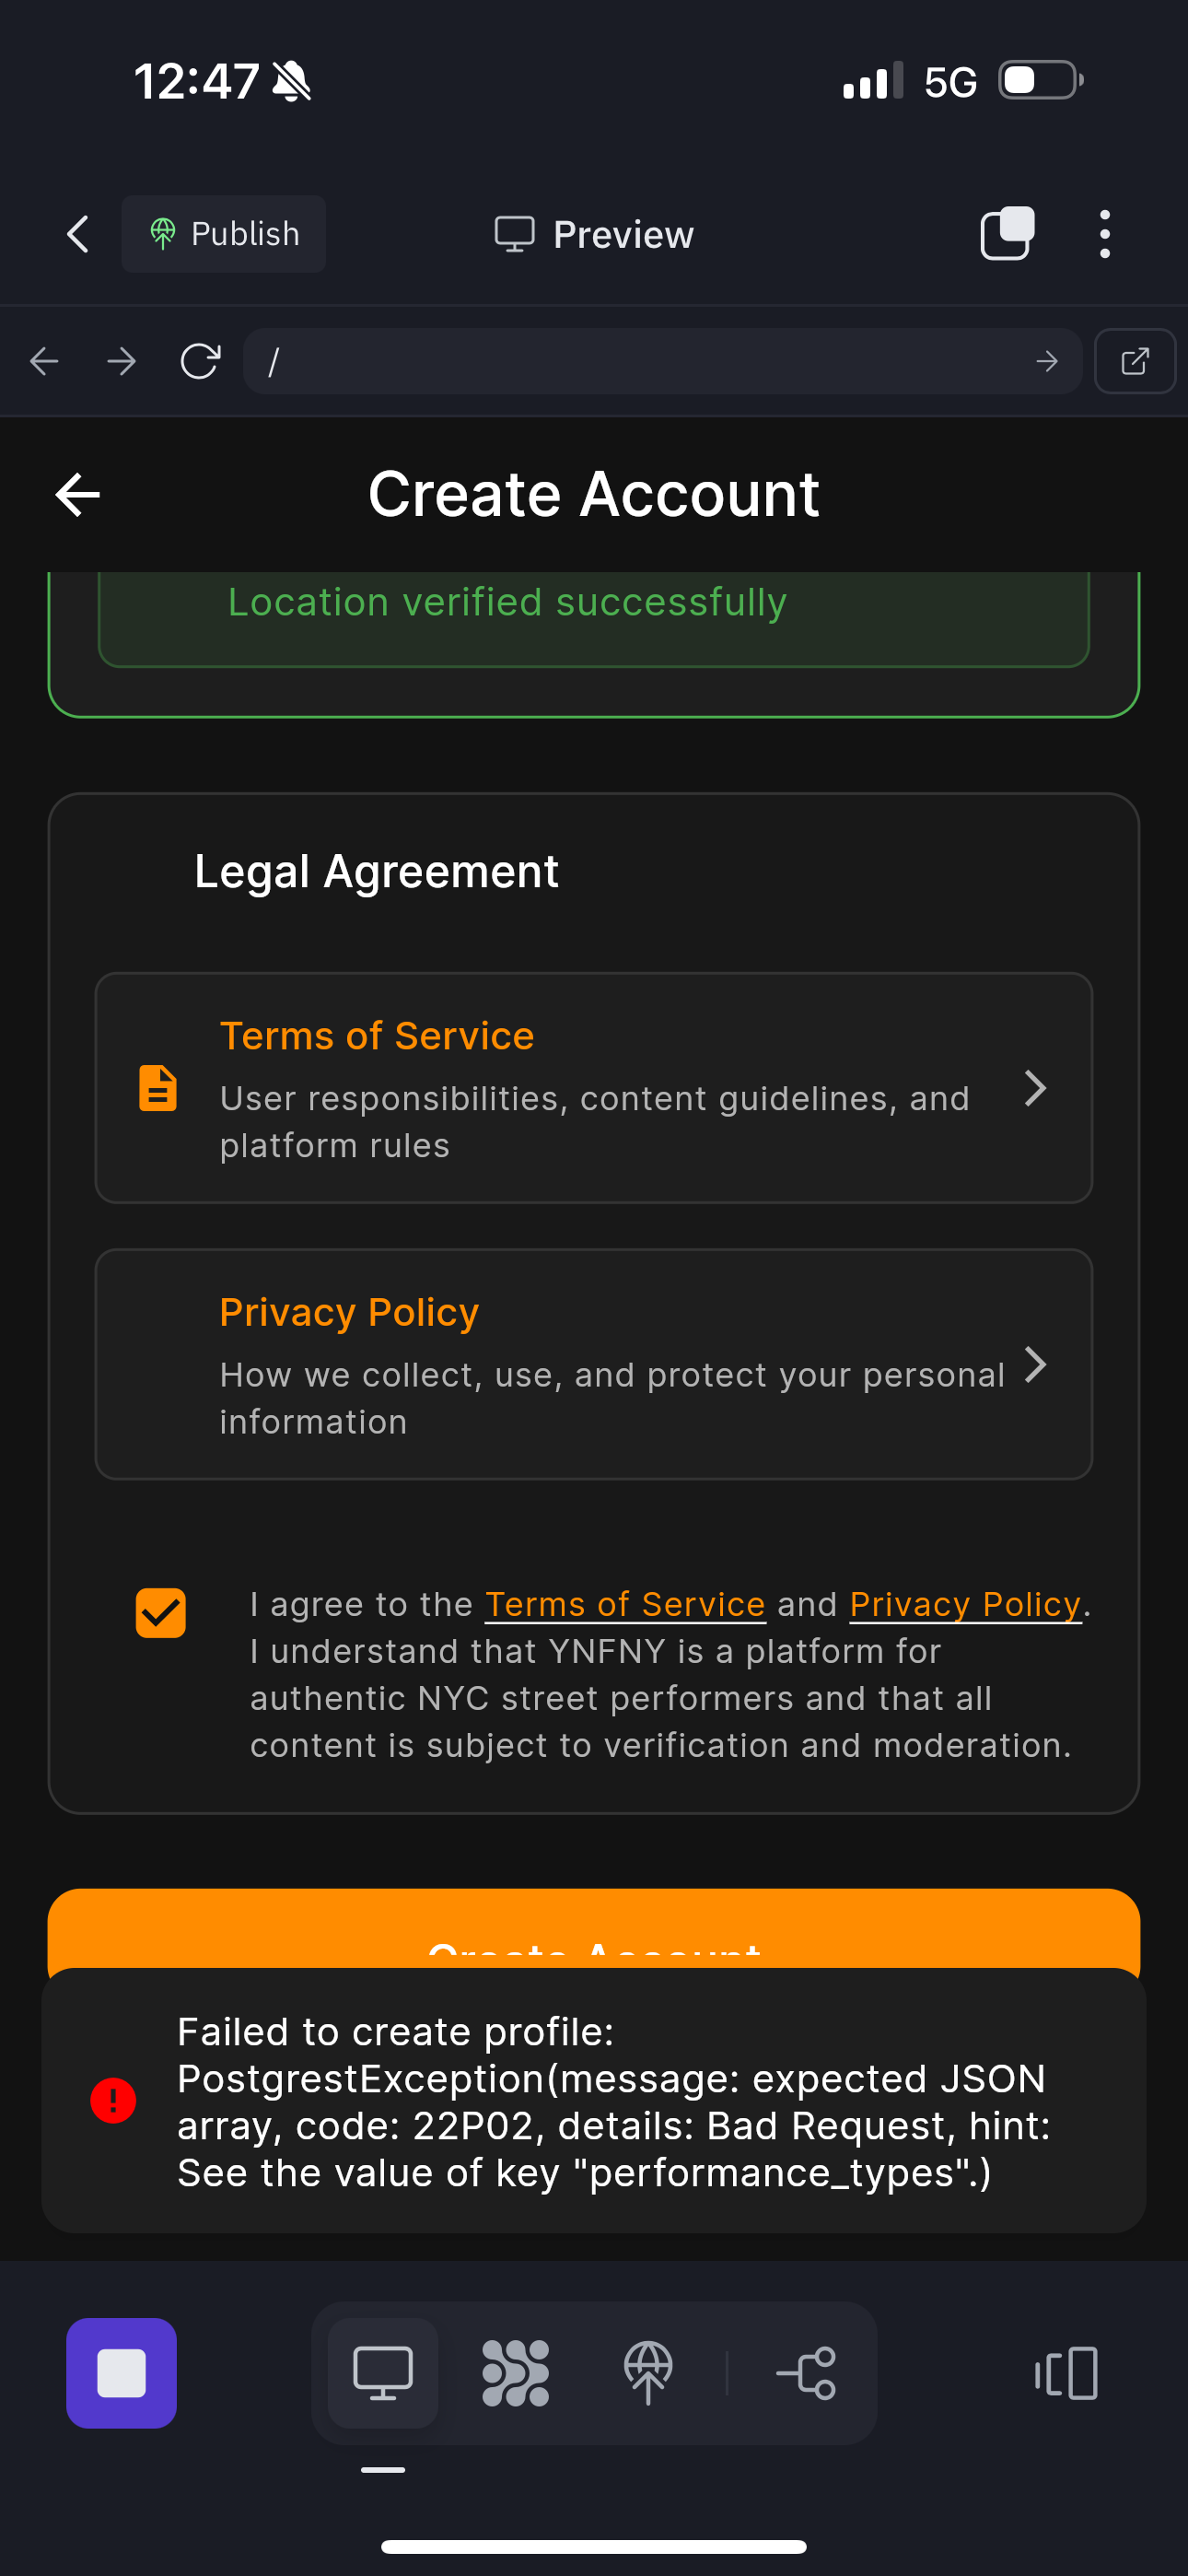 12:47
5G
Publish
Preview
/
Create Account
Location verified successfully
Legal Agreement
Terms of Service
User responsibilities, content guidelines, and
platform rules
Privacy Policy
How we collect, use, and protect your personal
information
I agree to the Terms of Service and Privacy Policy.
I understand that YNFNY is a platform for
authentic NYC street performers and that all
content is subject to verification and moderation.
Create Account
Failed to create profile:
PostgrestException(message: expected JSON
array, code: 22P02, details: Bad Request, hint:
See the value of key "performance_types".)